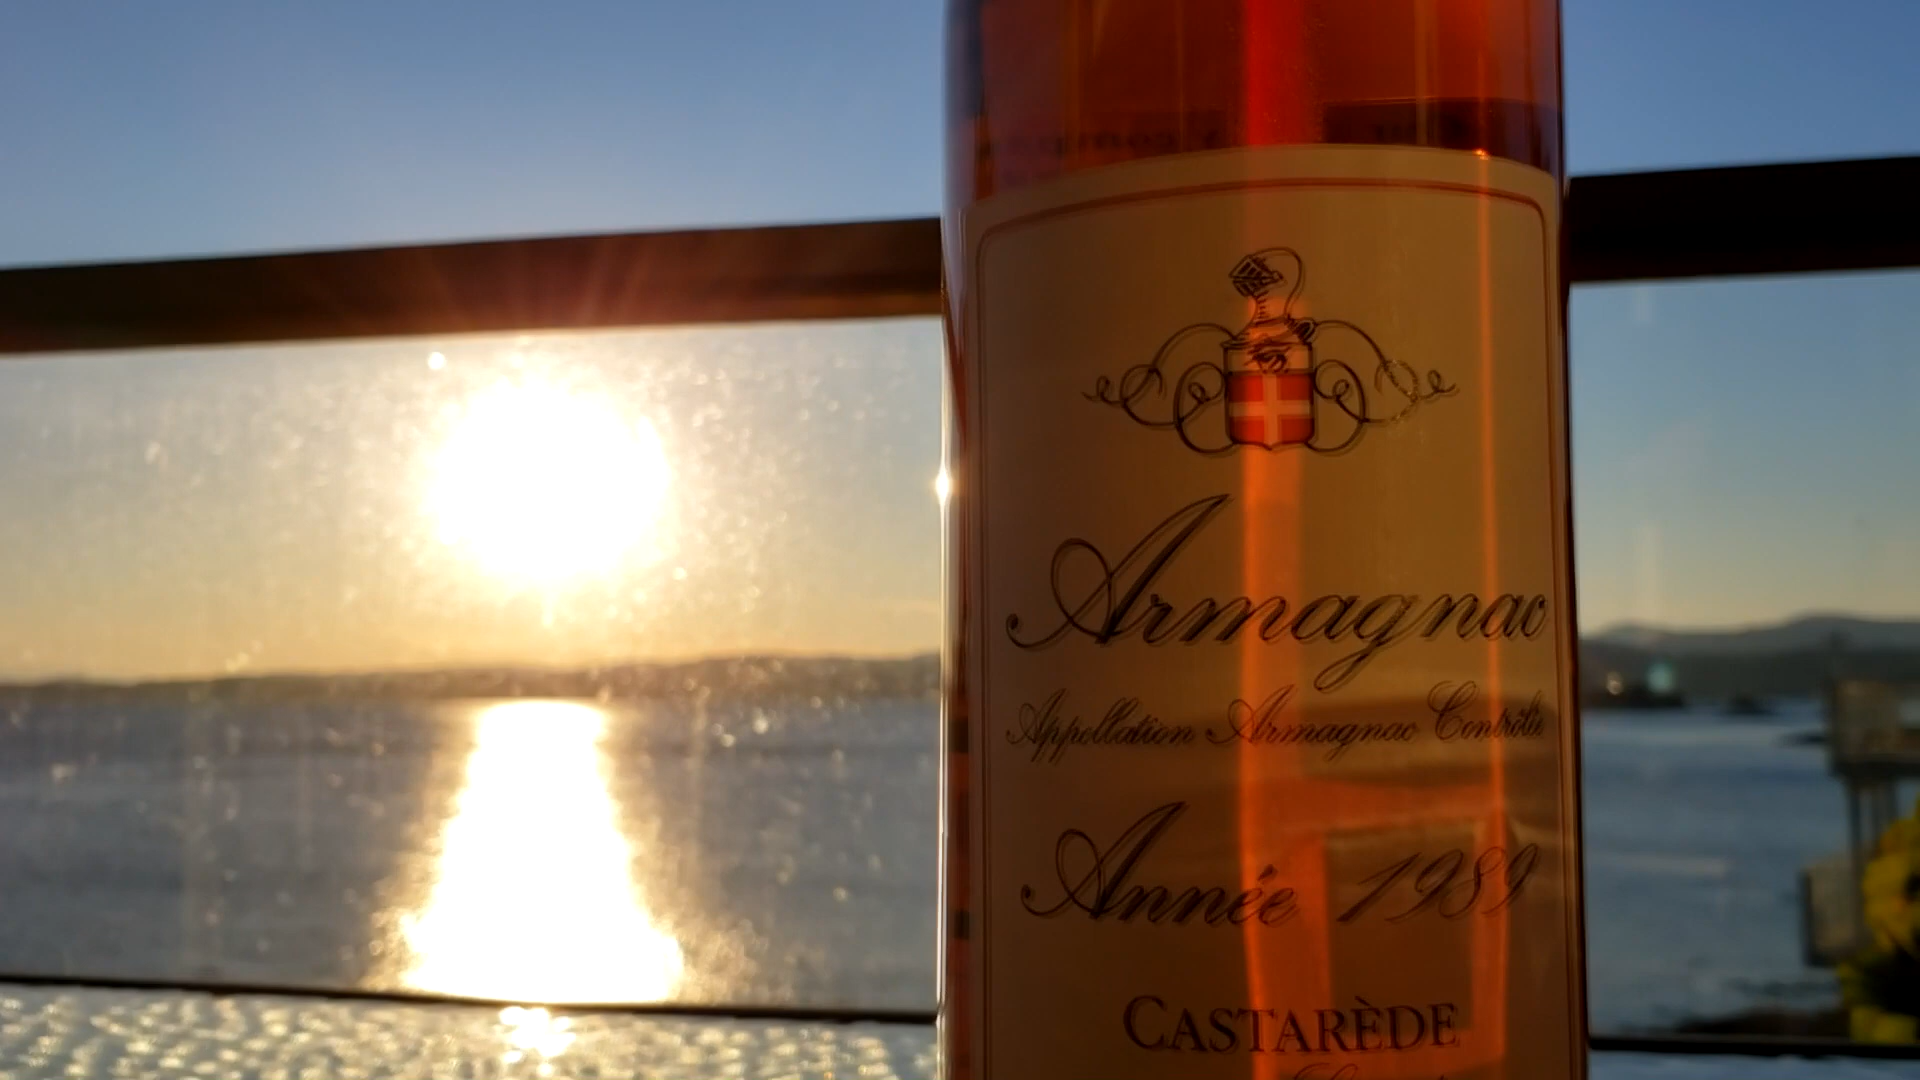 Armagnac
Appellation Armagnac Contrôlée
Année 1989
CASTARÈDE